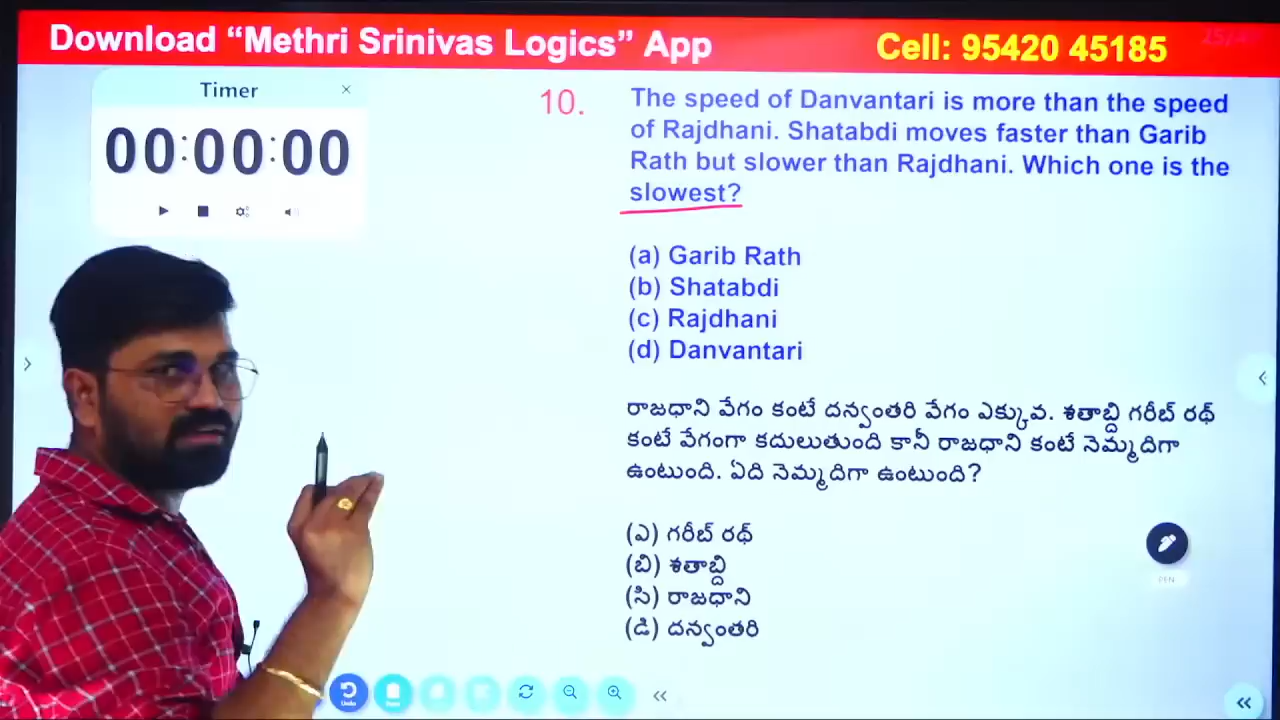 Download “Methri Srinivas Logics” App
Cell: 95420 45185
Timer
00:00:00
10.
The speed of Danvantari is more than the speed
of Rajdhani. Shatabdi moves faster than Garib
Rath but slower than Rajdhani. Which one is the
slowest?
(a) Garib Rath
(b) Shatabdi
(c) Rajdhani
(d) Danvantari
రాజధాని వేగం కంటే దన్వంతరి వేగం ఎక్కువ. శతాబ్ది గరీబ్ రథ్
కంటే వేగంగా కదులుతుంది కానీ రాజధాని కంటే నెమ్మదిగా
ఉంటుంది. ఏది నెమ్మదిగా ఉంటుంది?
(ఎ) గరీబ్ రథ్
(బి) శతాబ్ది
(సి) రాజధాని
(డి) దన్వంతరి
PEN
Undo